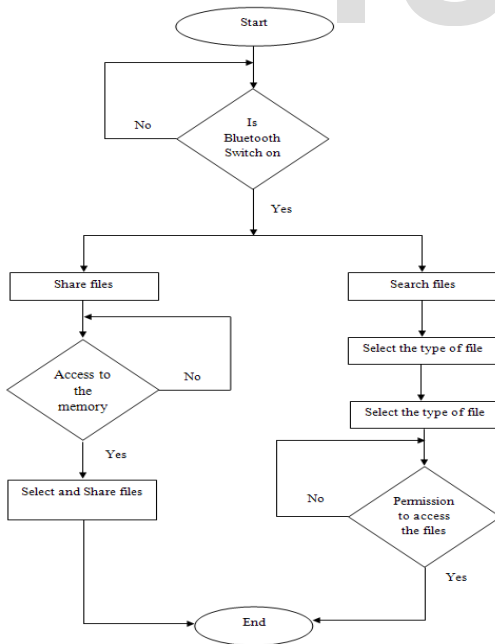 Start
No
Is
Bluetooth
Switch on
Yes
Share files
Search files
Select the type of file
Access to
the
memory
No
Select the type of file
Yes
Select and Share files
No
Permission
to access
the files
Yes
End